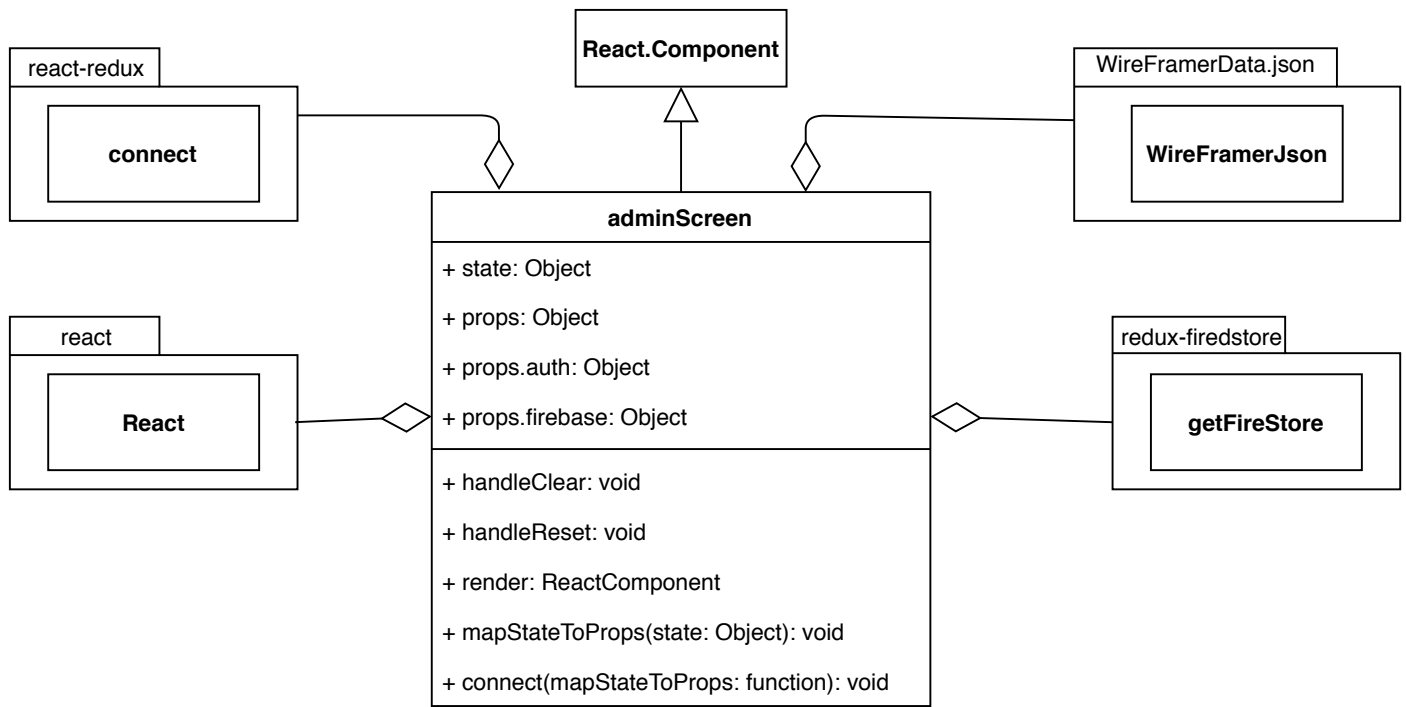 React.Component
react-redux
connect
WireFramerData.json
WireFramerJson
adminScreen
+ state: Object
+ props: Object
+ props.auth: Object
+ props.firebase: Object
react
React
redux-firedstore
getFireStore
+ handleClear: void
+ handleReset: void
+ render: ReactComponent
+ mapStateToProps(state: Object): void
+ connect(mapStateToProps: function): void